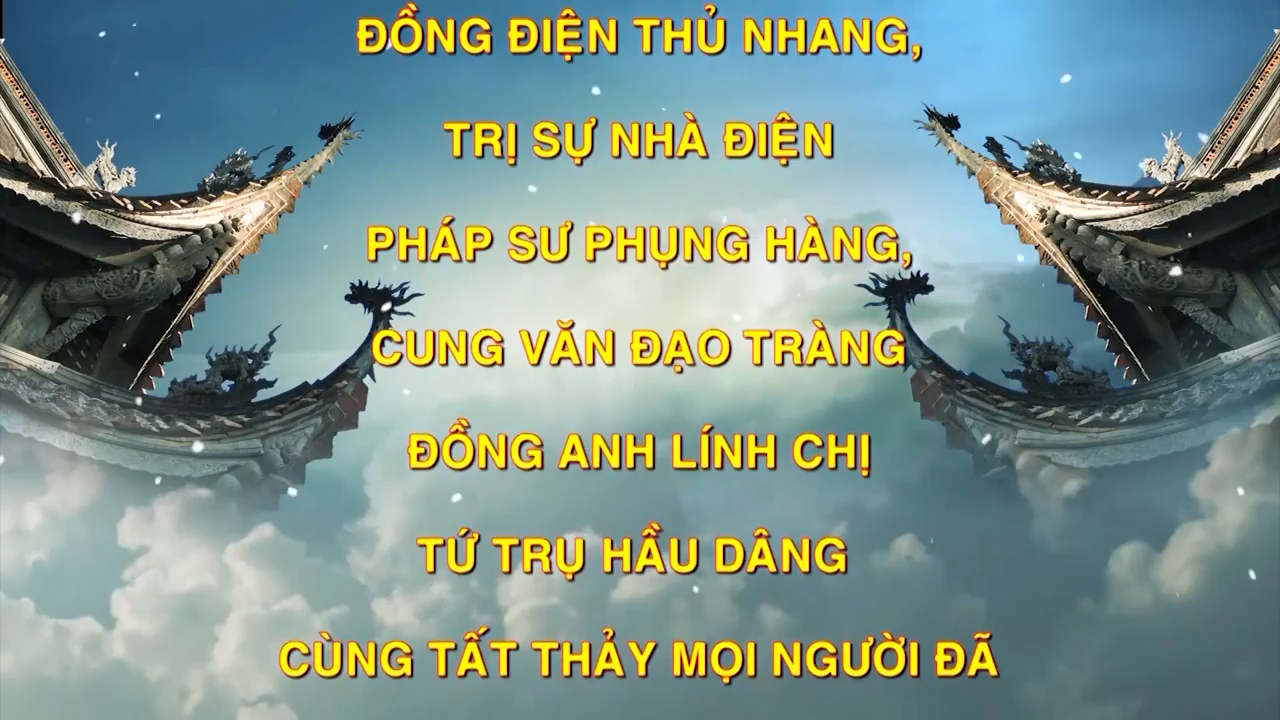 ĐỒNG ĐIỆN THỦ NHANG,
TRỊ SỰ NHÀ ĐIỆN
PHÁP SƯ PHỤNG HÀNG,
CUNG VĂN ĐẠO TRÀNG
ĐỒNG ANH LÍNH CHỊ
TỨ TRỤ HẦU DÂNG
CÙNG TẤT THẢY MỌI NGƯỜI ĐÃ